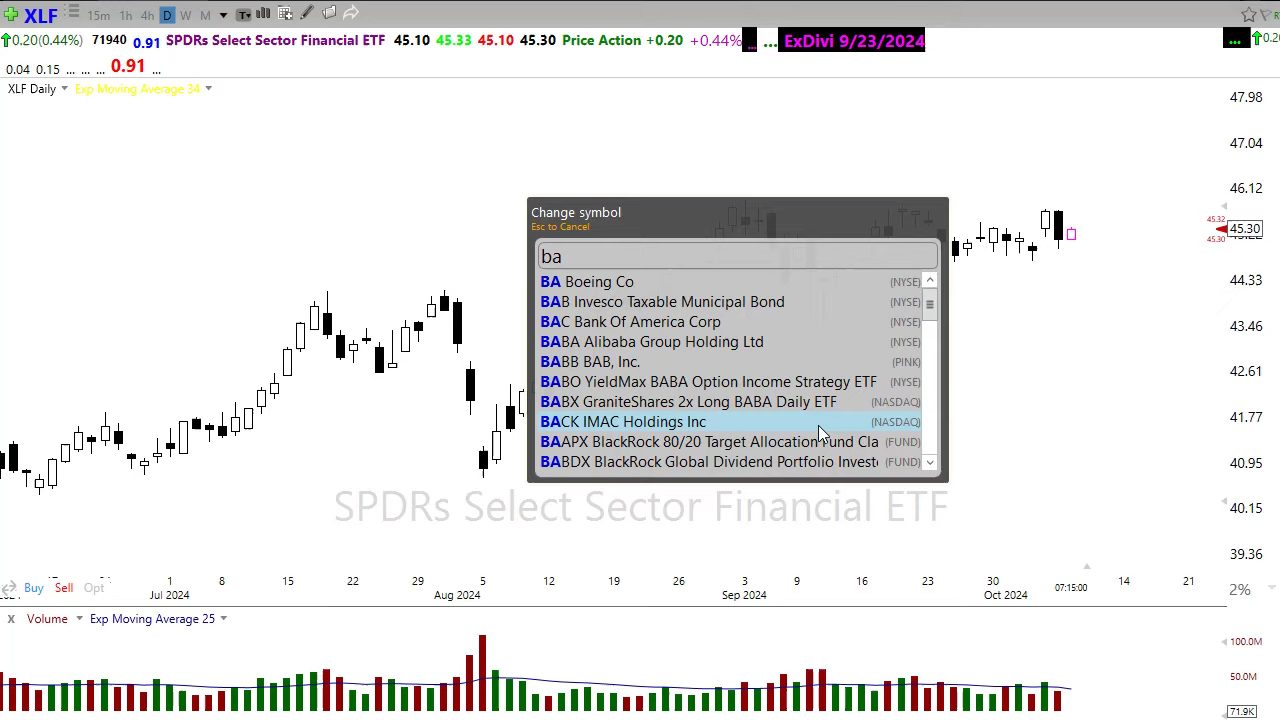 XLF 15m 1h 4h D W M T
0.20(0.44%) 71940 0.91 SPDRs Select Sector Financial ETF 45.10 45.33 45.10 45.30 Price Action +0.20 +0.44% ... ... ExDivi 9/23/2024 ...
0.04 0.15 ... ... ... 0.91 ...
XLF Daily Exp Moving Average 34
47.98
47.04
46.12
45.32
45.30
45.30
44.33
43.46
42.61
41.77
40.95
40.15
39.36
Change symbol
Esc to Cancel
ba
BA Boeing Co (NYSE)
BAB Invesco Taxable Municipal Bond (NYSE)
BAC Bank Of America Corp (NYSE)
BABA Alibaba Group Holding Ltd (NYSE)
BABB BAB, Inc. (PINK)
BABO YieldMax BABA Option Income Strategy ETF (NYSE)
BABX GraniteShares 2x Long BABA Daily ETF (NASDAQ)
BACK IMAC Holdings Inc (NASDAQ)
BAAPX BlackRock 80/20 Target Allocation Fund Cla (FUND)
BABDX BlackRock Global Dividend Portfolio Investo (FUND)
SPDRs Select Sector Financial ETF
Buy Sell Opt
1 8 15 22 29 5 12 19 26 3 9 16 23 30 14 21 2%
Jul 2024 Aug 2024 Sep 2024 Oct 2024 07:15:00
X Volume Exp Moving Average 25
100.0M
50.0M
71.9K